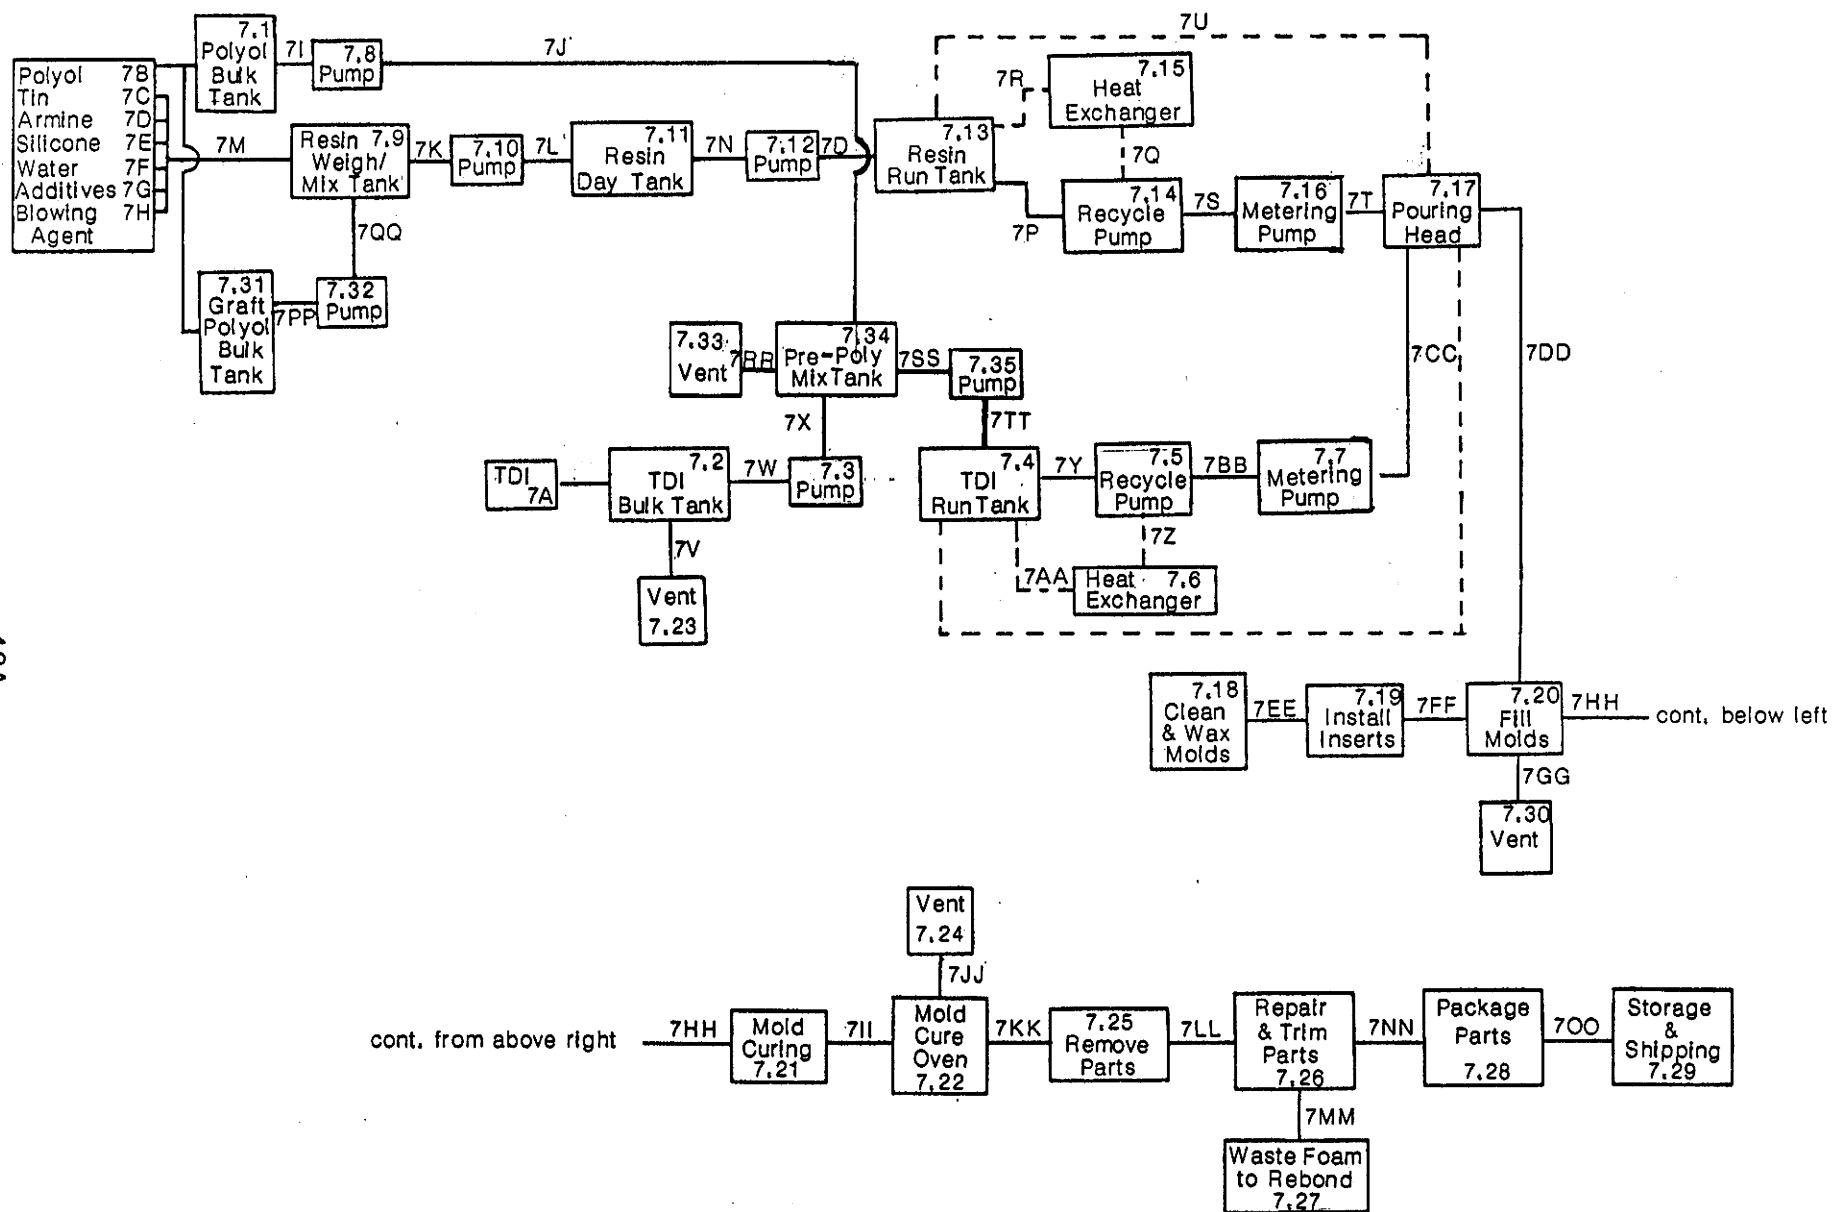 7U
7.1
Polyol
Bulk
Tank
7I
7.8
Pump
7J
Polyol 7B
Tin 7C
Armine 7D
Silicone 7E
Water 7F
Additives 7G
Blowing 7H
Agent
7M
Resin 7.9
Weigh/
Mix Tank
7K
7.10
Pump
7L
7.11
Resin
Day Tank
7N
7.12
Pump
7D
7.13
Resin
Run Tank
7R
7.15
Heat
Exchanger
7Q
7P
7.14
Recycle
Pump
7S
7.16
Metering
Pump
7T
7.17
Pouring
Head
7QQ
7.31
Graft
Polyol
Bulk
Tank
7PP
7.32
Pump
7.33
Vent
7RR
7.34
Pre-Poly
Mix Tank
7SS
7.35
Pump
7CC
7DD
7X
7TT
TDI
7A
7.2
TDI
Bulk Tank
7W
7.3
Pump
7.4
TDI
Run Tank
7Y
7.5
Recycle
Pump
7BB
7.7
Metering
Pump
7V
7Z
Vent
7.23
7AA
Heat 7.6
Exchanger
7.18
Clean
& Wax
Molds
7EE
7.19
Install
Inserts
7FF
7.20
Fill
Molds
7HH
cont. below left
7GG
7.30
Vent
Vent
7.24
7JJ
cont. from above right
7HH
Mold
Curing
7.21
7II
Mold
Cure
Oven
7.22
7KK
7.25
Remove
Parts
7LL
Repair
& Trim
Parts
7.26
7NN
Package
Parts
7.28
7OO
Storage
&
Shipping
7.29
7MM
Waste Foam
to Rebond
7.27